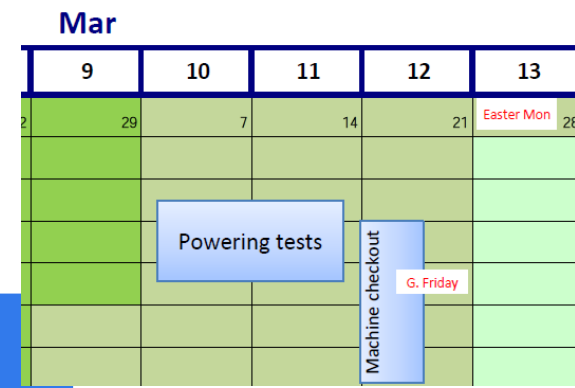 Mar
9 10 11 12 13
2 29 7 14 21 Easter Mon 28
Powering tests
Machine checkout
G. Friday